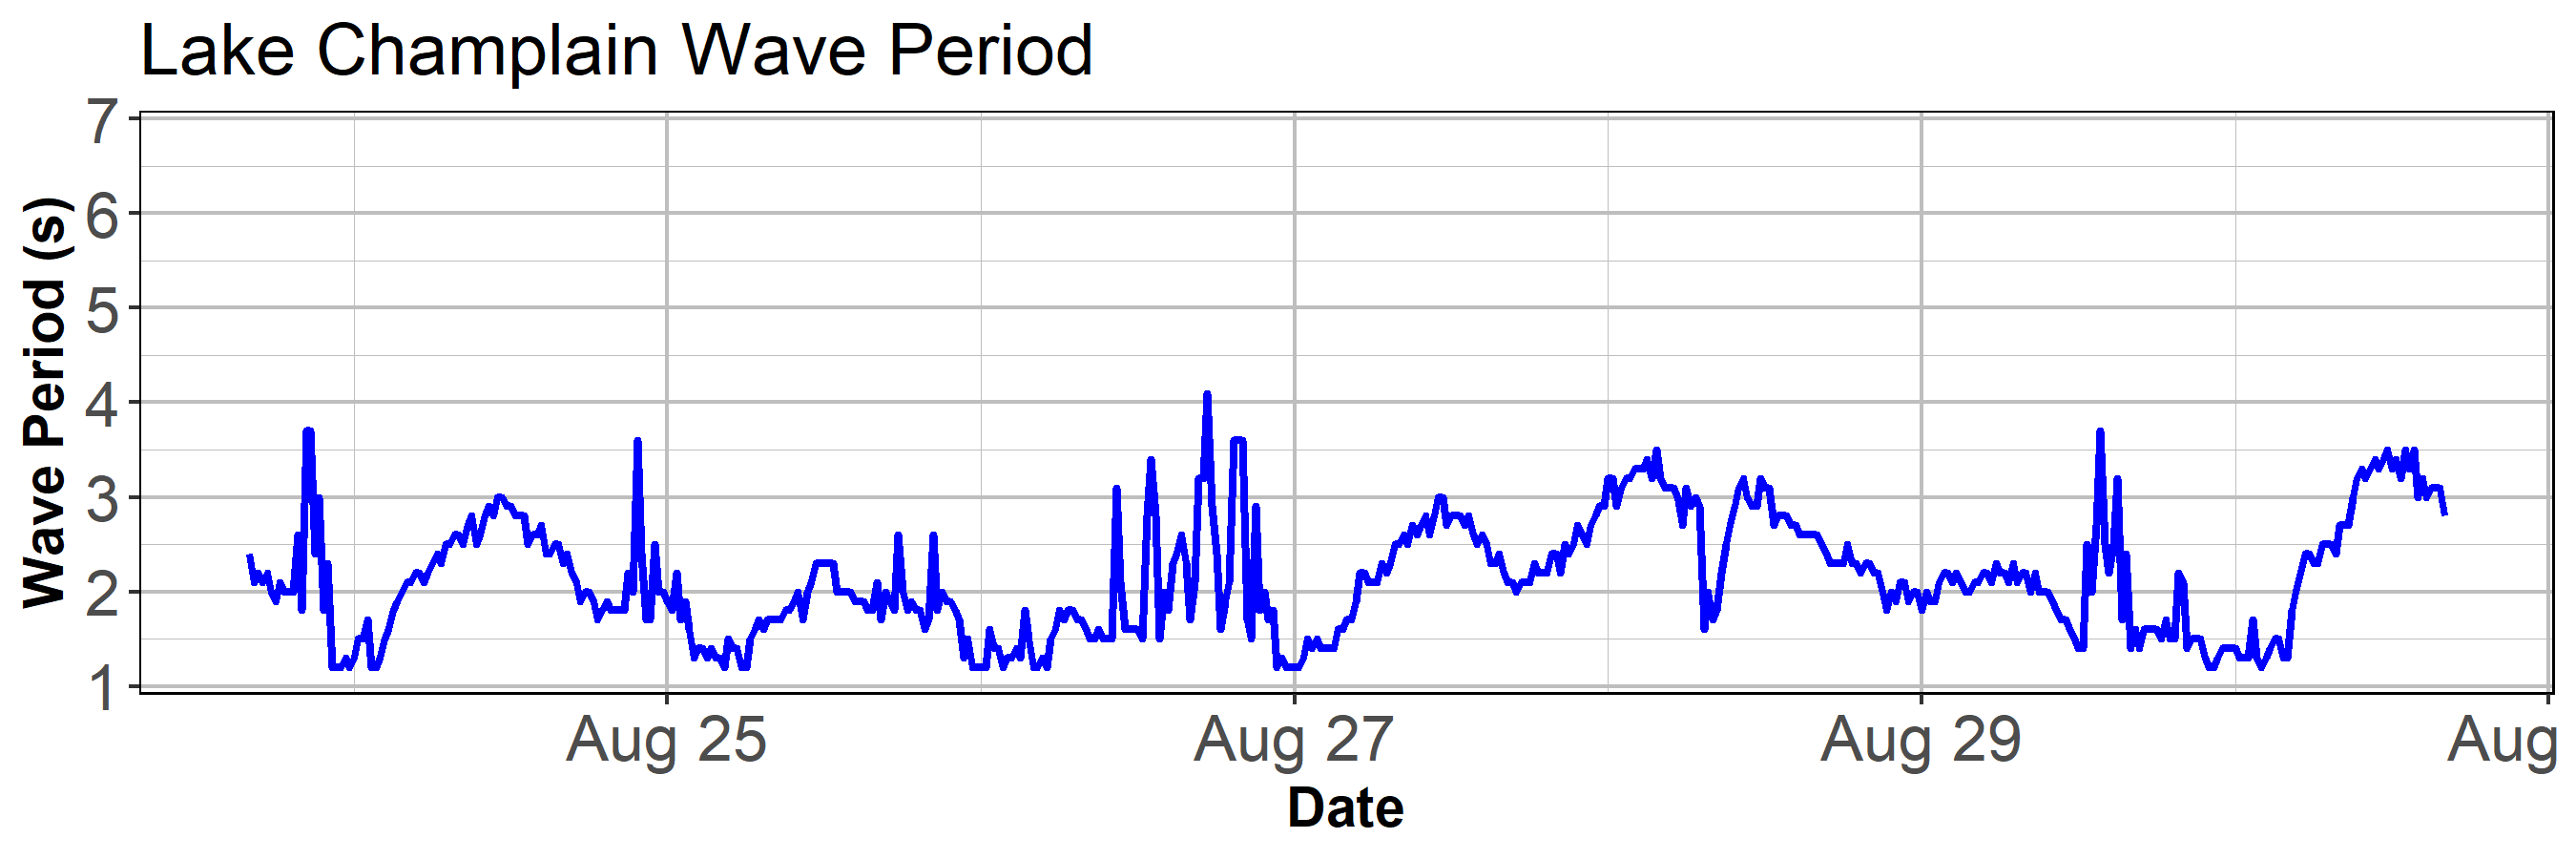 Lake Champlain Wave Period
Wave Period (s)
7
6
5
4
3
2
1
Aug 25
Aug 27
Aug 29
Aug
Date